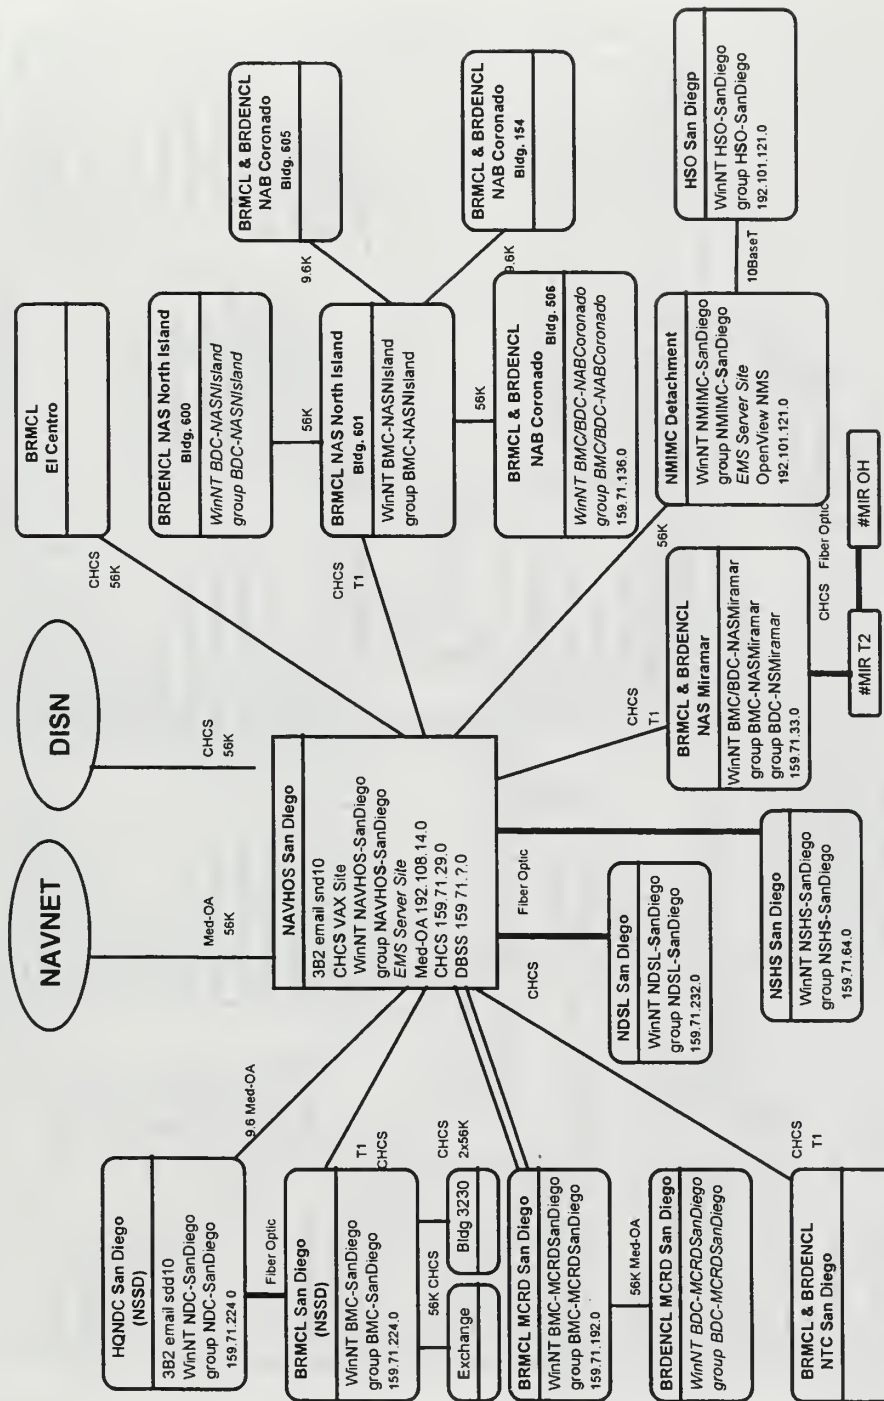 NAVNET
DISN
Med-OA
56K
CHCS
56K
NAVHOS San Diego
3B2 email snd10
CHCS VAX Site
WinNT NAVHOS-SanDiego
group NAVHOS-SanDiego
EMS Server Site
Med-OA 192.108.14.0
CHCS 159.71.29.0
DBSS 159 71.?.0
HQNDC San Diego
(NSSD)
3B2 email sdd10
WinNT NDC-SanDiego
group NDC-SanDiego
159.71.224.0
9.6 Med-OA
Fiber Optic
BRMCL San Diego
(NSSD)
WinNT BMC-SanDiego
group BMC-SanDiego
159.71.224.0
T1
CHCS
56K CHCS
Exchange
Bldg 3230
CHCS
2x56K
BRMCL MCRD San Diego
WinNT BMC-MCRDSanDiego
group BMC-MCRDSanDiego
159.71.192.0
56K Med-OA
BRDENCL MCRD San Diego
WinNT BDC-MCRDSanDiego
group BDC-MCRDSanDiego
BRMCL & BRDENCL
NTC San Diego
CHCS
T1
CHCS
Fiber Optic
NDSL San Diego
WinNT NDSL-SanDiego
group NDSL-SanDiego
159.71.232.0
NSHS San Diego
WinNT NSHS-SanDiego
group NSHS-SanDiego
159.71.64.0
BRMCL
El Centro
CHCS
56K
BRDENCL NAS North Island
Bldg. 600
WinNT BDC-NASNIsland
group BDC-NASNIsland
56K
BRMCL NAS North Island
Bldg. 601
WinNT BMC-NASNIsland
group BMC-NASNIsland
CHCS
T1
9.6K
BRMCL & BRDENCL
NAB Coronado
Bldg. 605
9.6K
BRMCL & BRDENCL
NAB Coronado
Bldg. 154
56K
BRMCL & BRDENCL
NAB Coronado
Bldg. 506
WinNT BMC/BDC-NABCoronado
group BMC/BDC-NABCoronado
159.71.136.0
56K
NMIMC Detachment
WinNT NMIMC-SanDiego
group NMIMC-SanDiego
EMS Server Site
OpenView NMS
192.101.121.0
10BaseT
HSO San Diegp
WinNT HSO-SanDiego
group HSO-SanDiego
192.101.121.0
CHCS
T1
BRMCL & BRDENCL
NAS Miramar
WinNT BMC/BDC-NASMiramar
group BMC-NASMiramar
group BDC-NSMiramar
159.71.33.0
CHCS Fiber Optic
#MIR T2
#MIR OH